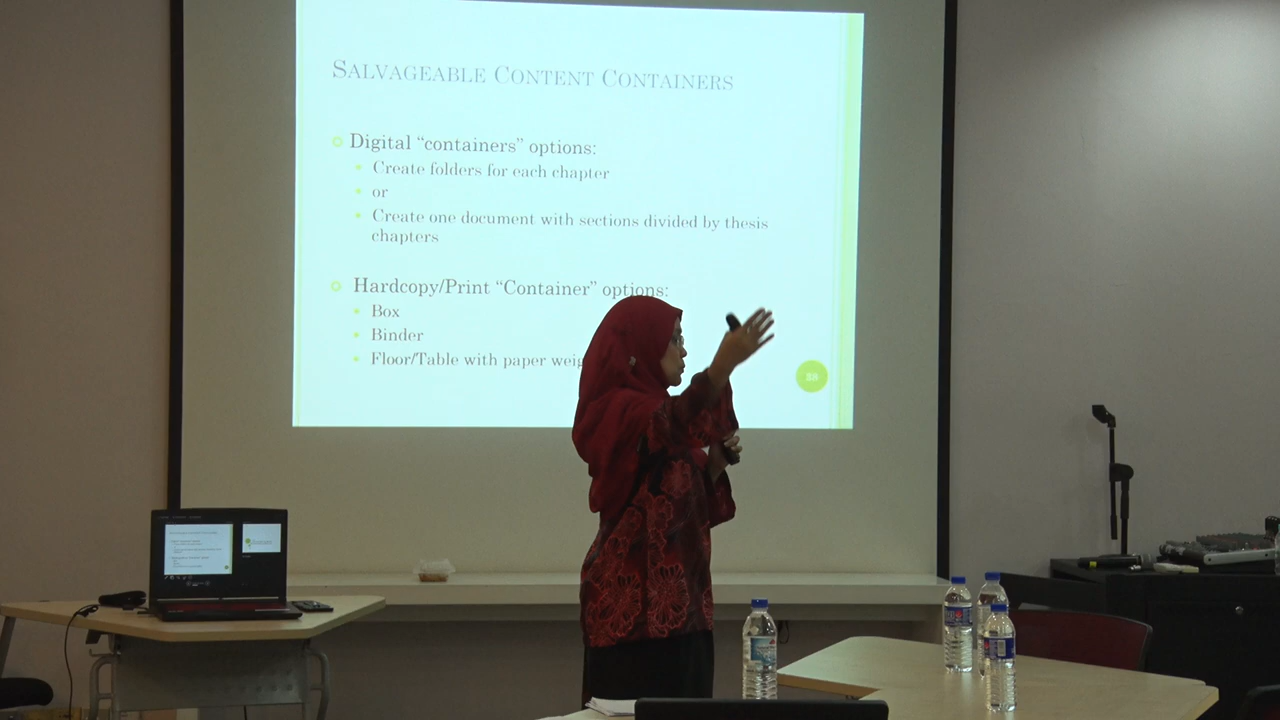 SALVAGEABLE CONTENT CONTAINERS
Digital “containers” options:
Create folders for each chapter
or
Create one document with sections divided by thesis
chapters
Hardcopy/Print “Container” options:
Box
Binder
Floor/Table with paper
38